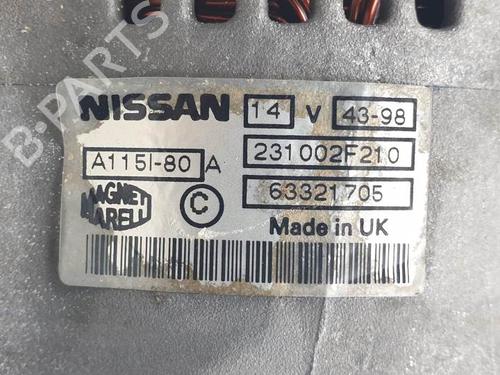 NISSAN 14 V 43-98
A115I-80 A 231002F210
MAGNETI MARELLI C 63321705
Made in UK
B-PARTS